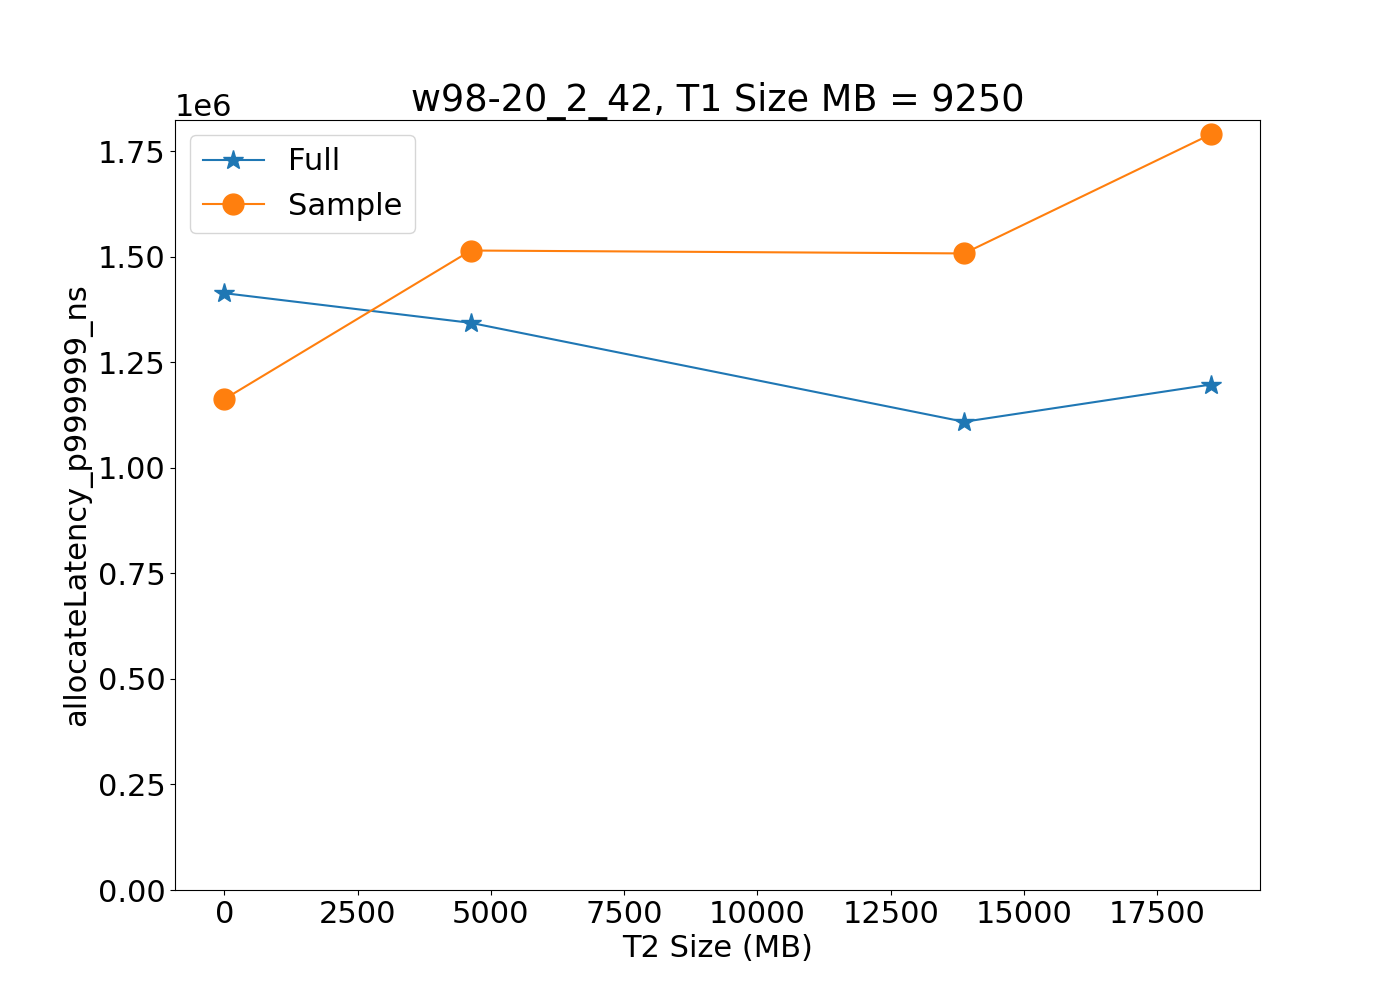 w98-20_2_42, T1 Size MB = 9250
1e6
Full
Sample
1.75
1.50
1.25
1.00
0.75
0.50
0.25
0.00
allocateLatency_p999999_ns
0 2500 5000 7500 10000 12500 15000 17500
T2 Size (MB)